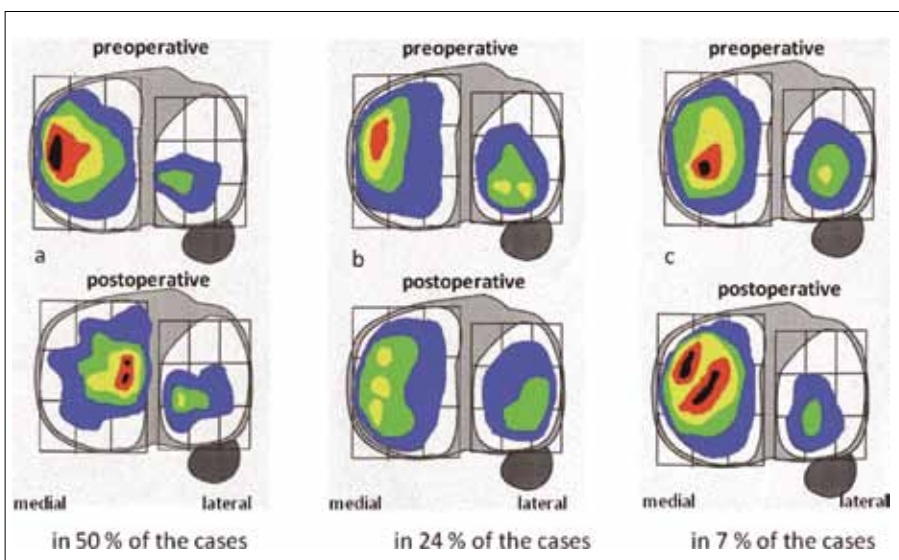 preoperative
preoperative
preoperative
a
b
c
postoperative
postoperative
postoperative
medial
lateral
medial
lateral
medial
lateral
in 50 % of the cases
in 24 % of the cases
in 7 % of the cases